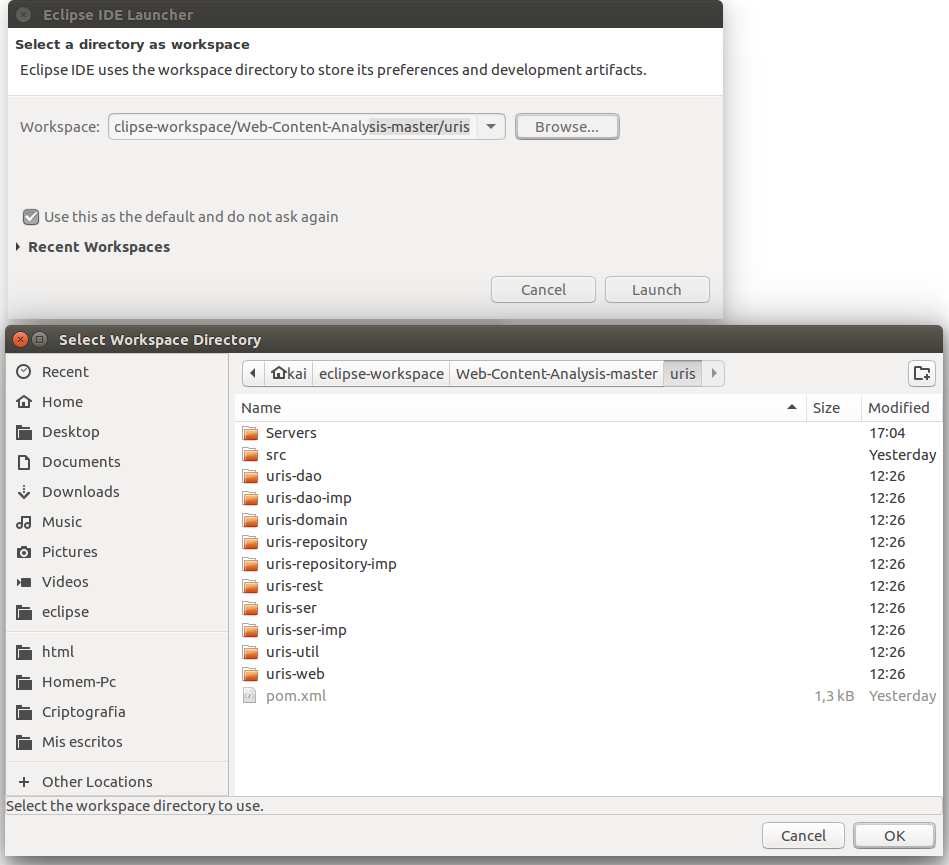 Eclipse IDE Launcher
Select a directory as workspace
Eclipse IDE uses the workspace directory to store its preferences and development artifacts.
Workspace: clipse-workspace/Web-Content-Analysis-master/uris Browse...
Use this as the default and do not ask again
Recent Workspaces
Cancel Launch
Select Workspace Directory
Recent
Home
Desktop
Documents
Downloads
Music
Pictures
Videos
eclipse
html
Homem-Pc
Criptografia
Mis escritos
Other Locations
kai eclipse-workspace Web-Content-Analysis-master uris
Name Size Modified
Servers 17:04
src Yesterday
uris-dao 12:26
uris-dao-imp 12:26
uris-domain 12:26
uris-repository 12:26
uris-repository-imp 12:26
uris-rest 12:26
uris-ser 12:26
uris-ser-imp 12:26
uris-util 12:26
uris-web 12:26
pom.xml 1,3 kB Yesterday
Select the workspace directory to use.
Cancel OK